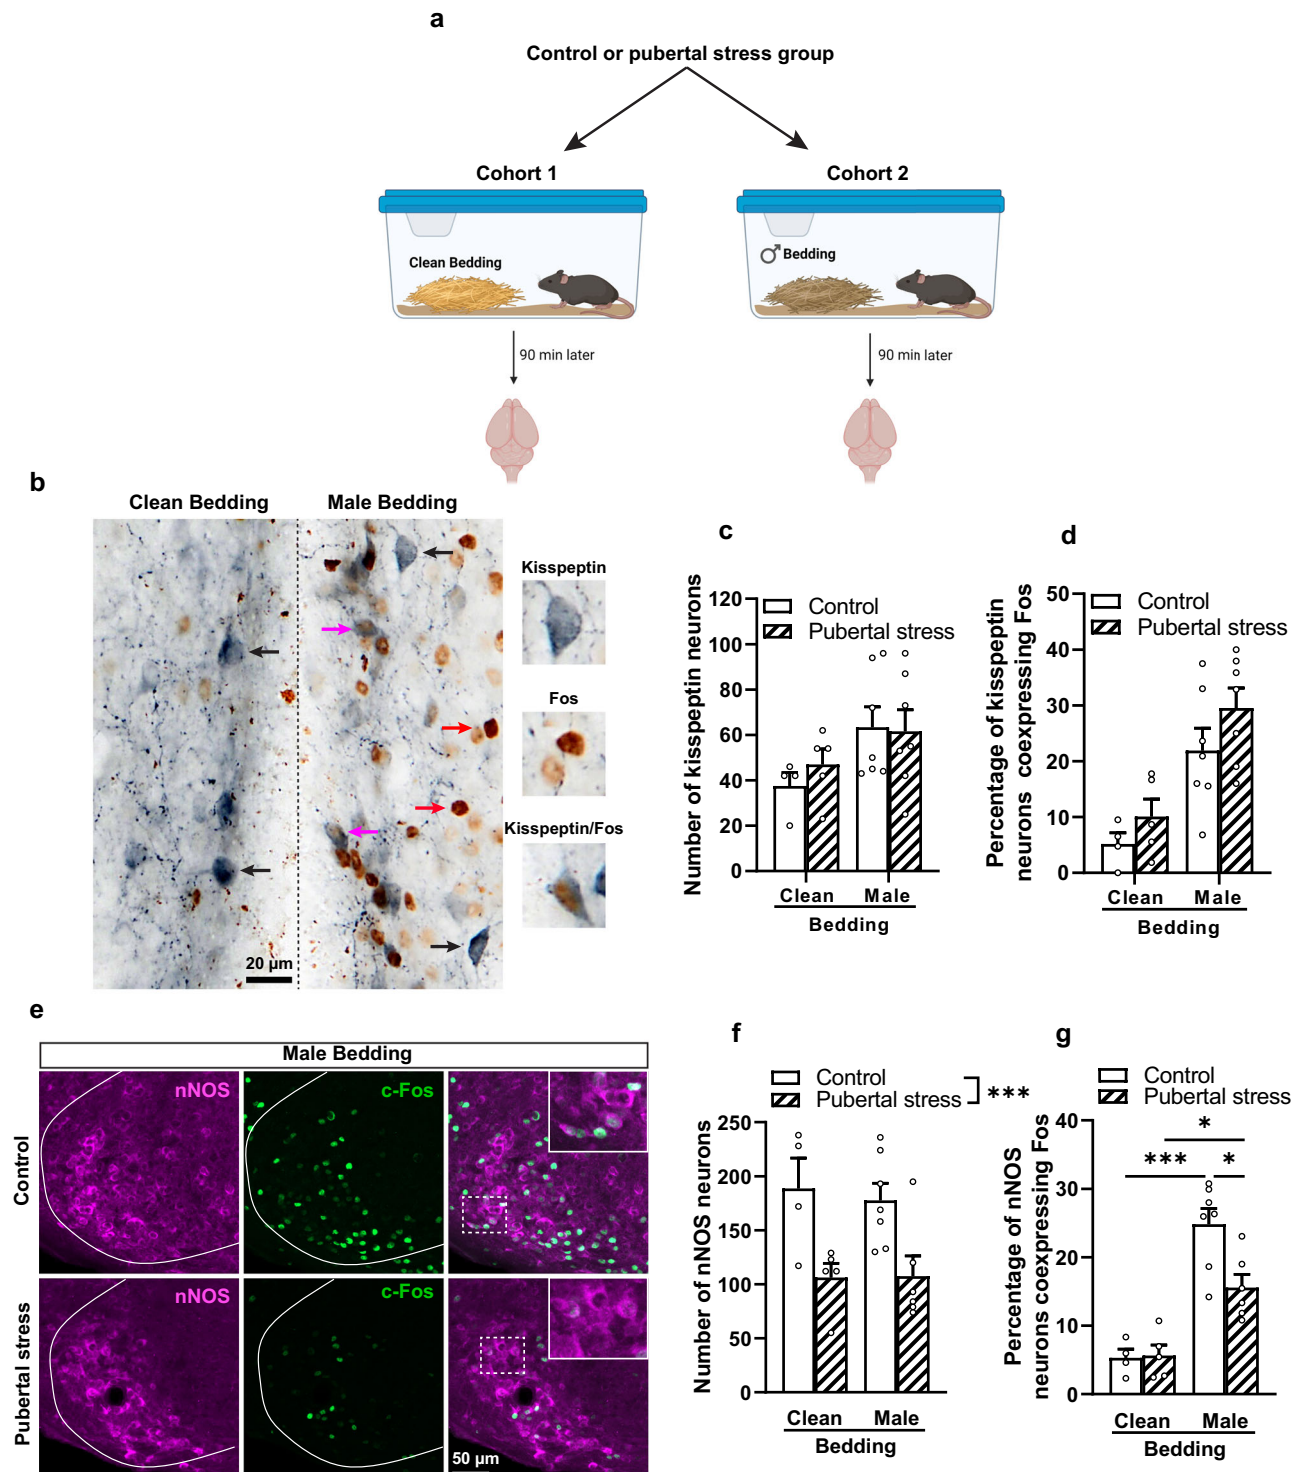 a
Control or pubertal stress group
Cohort 1
Cohort 2
Clean Bedding
♂ Bedding
90 min later
90 min later
b
Clean Bedding
Male Bedding
20 µm
Kisspeptin
Fos
Kisspeptin/Fos
c
Number of kisspeptin neurons
Control
Pubertal stress
120
100
80
60
40
20
0
Clean
Male
Bedding
d
Percentage of kisspeptin
neurons coexpressing Fos
Control
Pubertal stress
50
40
30
20
10
0
Clean
Male
Bedding
e
Male Bedding
Control
nNOS
c-Fos
Pubertal stress
nNOS
c-Fos
50 µm
f
Number of nNOS neurons
Control
Pubertal stress
***
250
200
150
100
50
0
Clean
Male
Bedding
g
Percentage of nNOS
neurons coexpressing Fos
Control
Pubertal stress
*
***
*
40
30
20
10
0
Clean
Male
Bedding